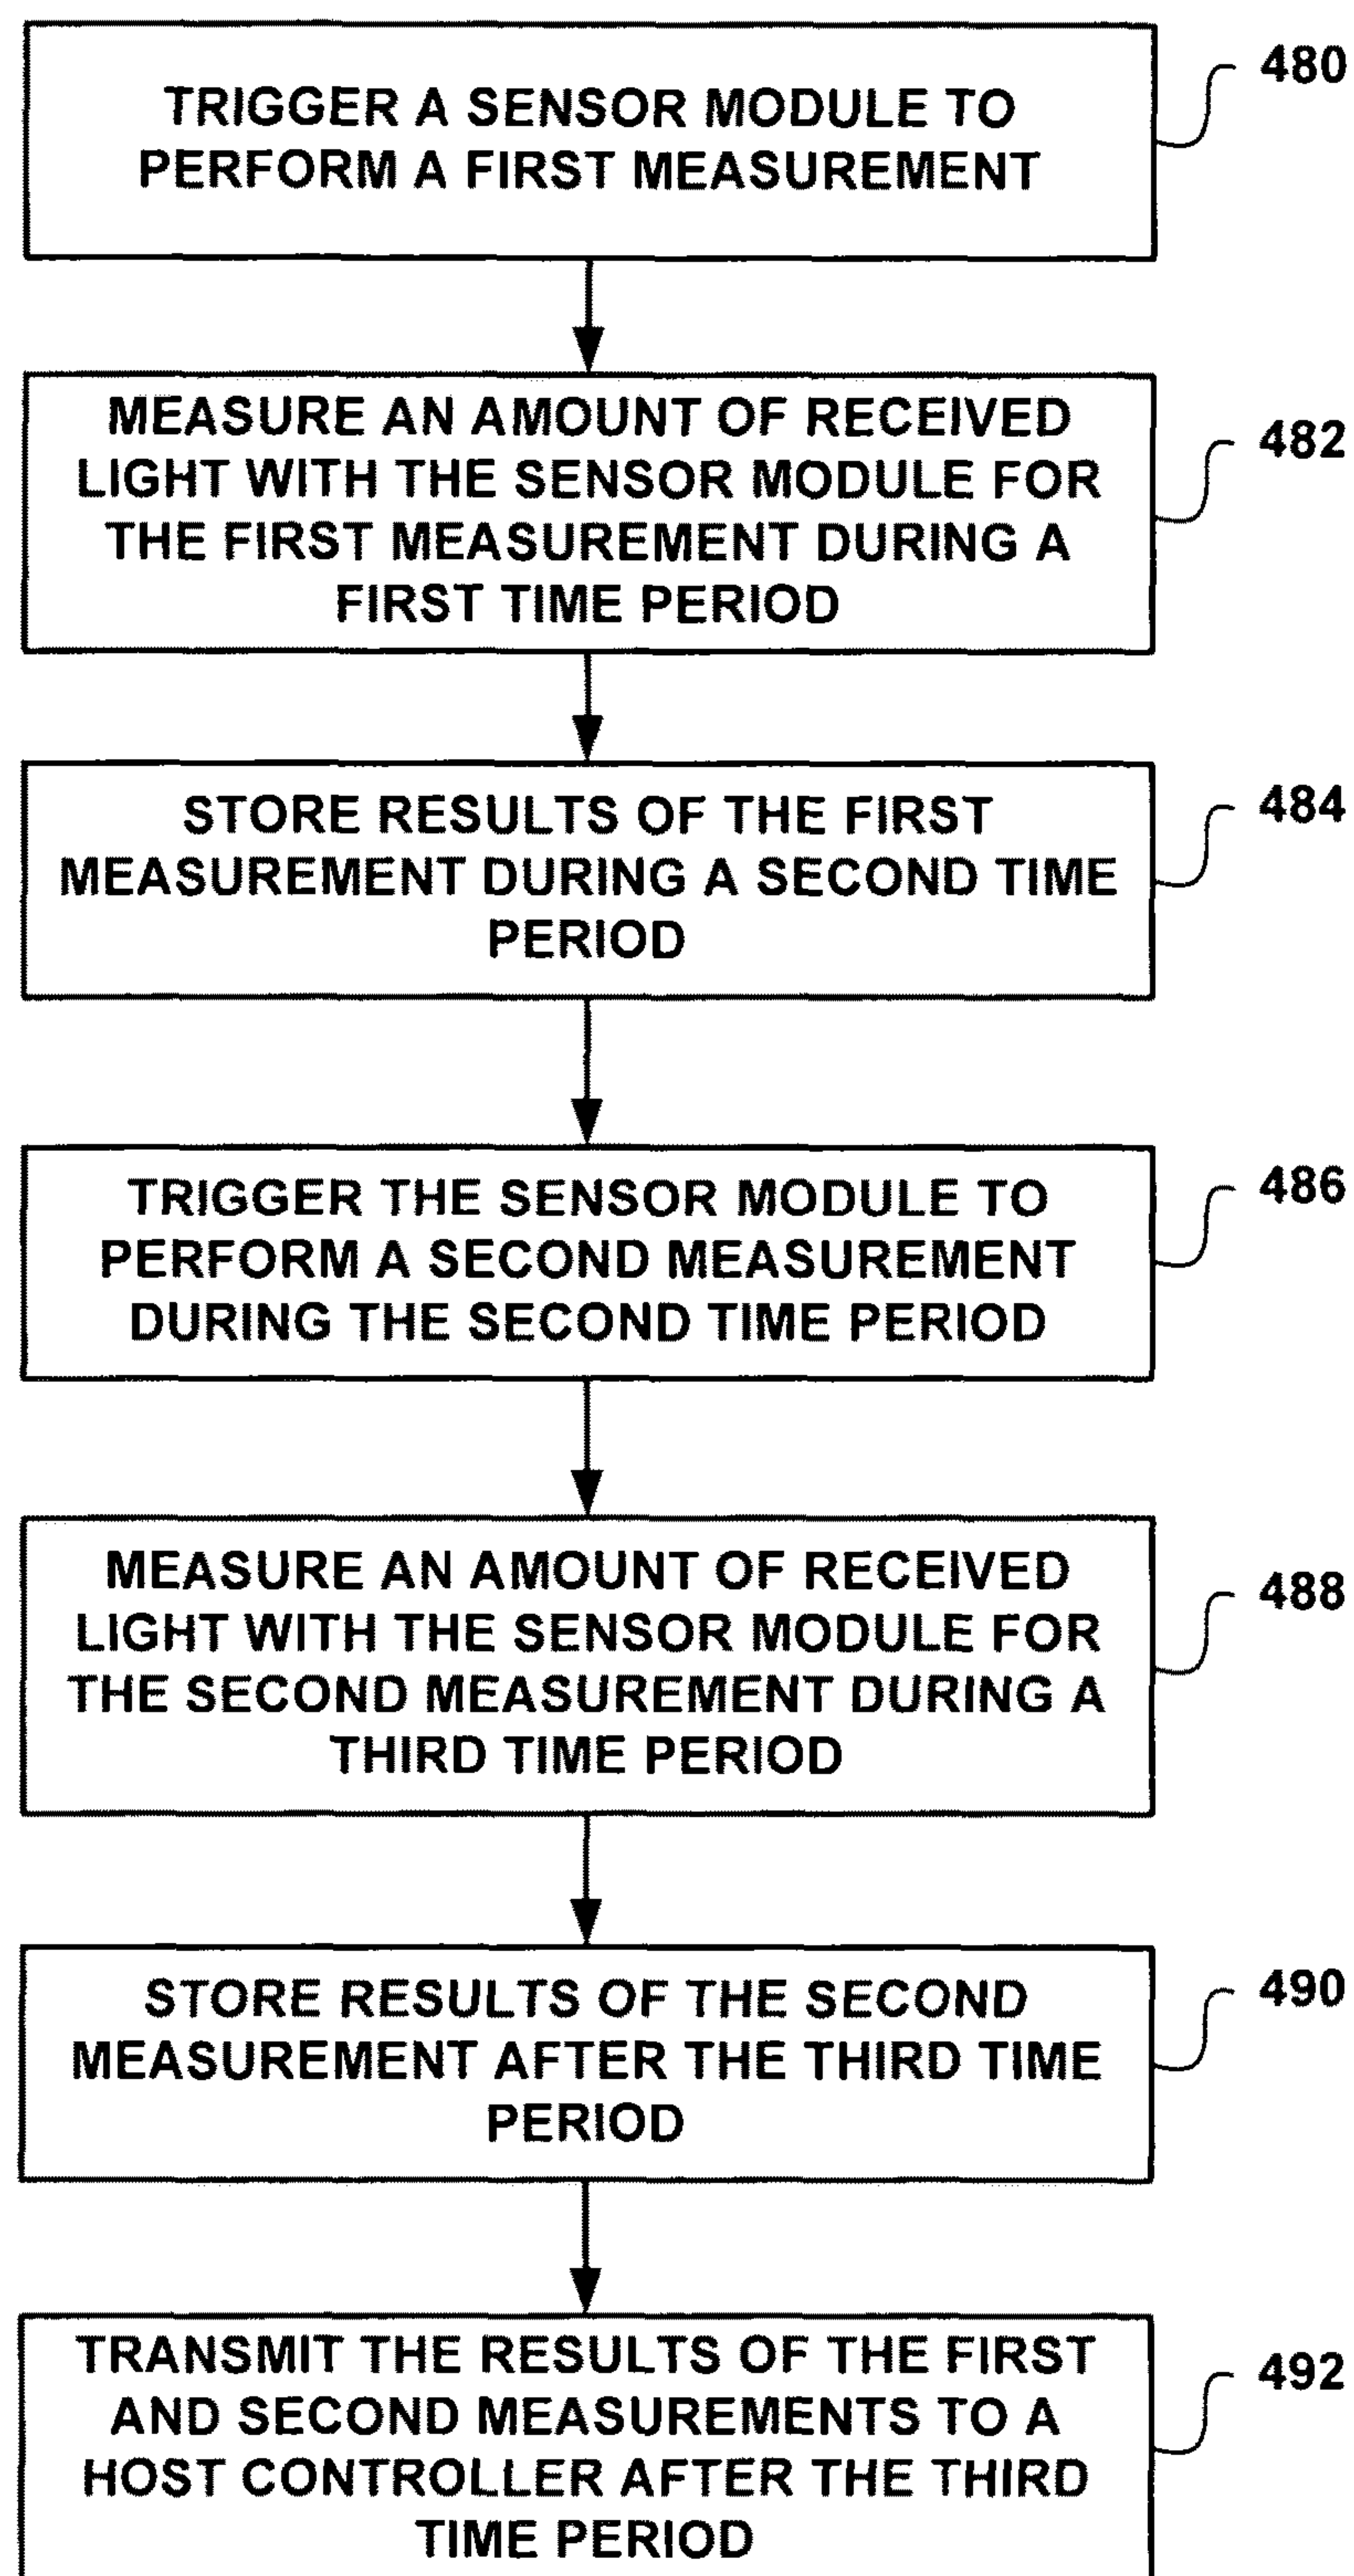 TRIGGER A SENSOR MODULE TO
PERFORM A FIRST MEASUREMENT
480
MEASURE AN AMOUNT OF RECEIVED
LIGHT WITH THE SENSOR MODULE FOR
THE FIRST MEASUREMENT DURING A
FIRST TIME PERIOD
482
STORE RESULTS OF THE FIRST
MEASUREMENT DURING A SECOND TIME
PERIOD
484
TRIGGER THE SENSOR MODULE TO
PERFORM A SECOND MEASUREMENT
DURING THE SECOND TIME PERIOD
486
MEASURE AN AMOUNT OF RECEIVED
LIGHT WITH THE SENSOR MODULE FOR
THE SECOND MEASUREMENT DURING A
THIRD TIME PERIOD
488
STORE RESULTS OF THE SECOND
MEASUREMENT AFTER THE THIRD TIME
PERIOD
490
TRANSMIT THE RESULTS OF THE FIRST
AND SECOND MEASUREMENTS TO A
HOST CONTROLLER AFTER THE THIRD
TIME PERIOD
492